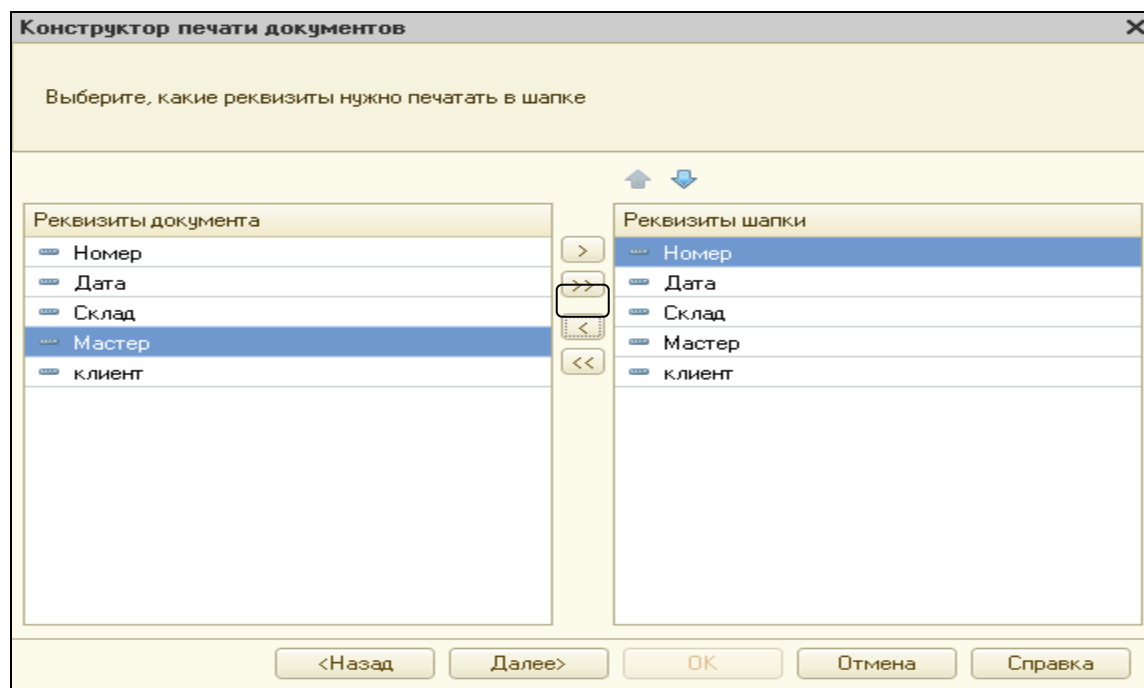 Конструктор печати документов
Выберите, какие реквизиты нужно печатать в шапке
Реквизиты документа
Номер
Дата
Склад
Мастер
клиент
>
>>
<
<<
Реквизиты шапки
Номер
Дата
Склад
Мастер
клиент
<Назад Далее> OK Отмена Справка